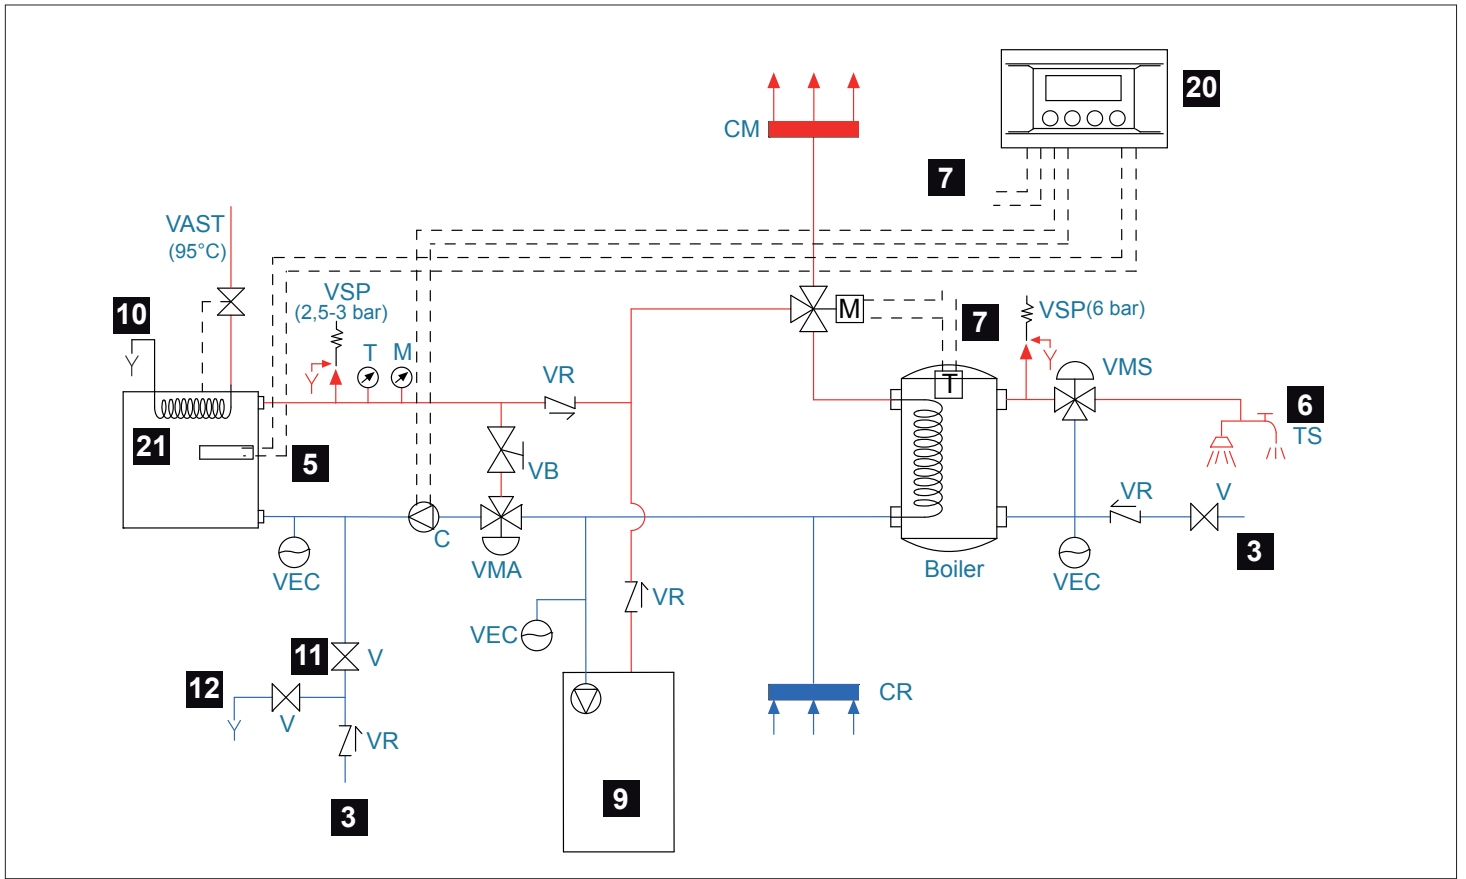 20
CM
7
VAST
(95°C)
VSP
(2,5-3 bar)
10
T
M
M
7
VSP(6 bar)
VR
VMS
T
6
TS
21
5
VB
VR
V
C
VMA
VEC
Boiler
VEC
3
VR
VEC
11
V
12
V
VR
CR
9
3